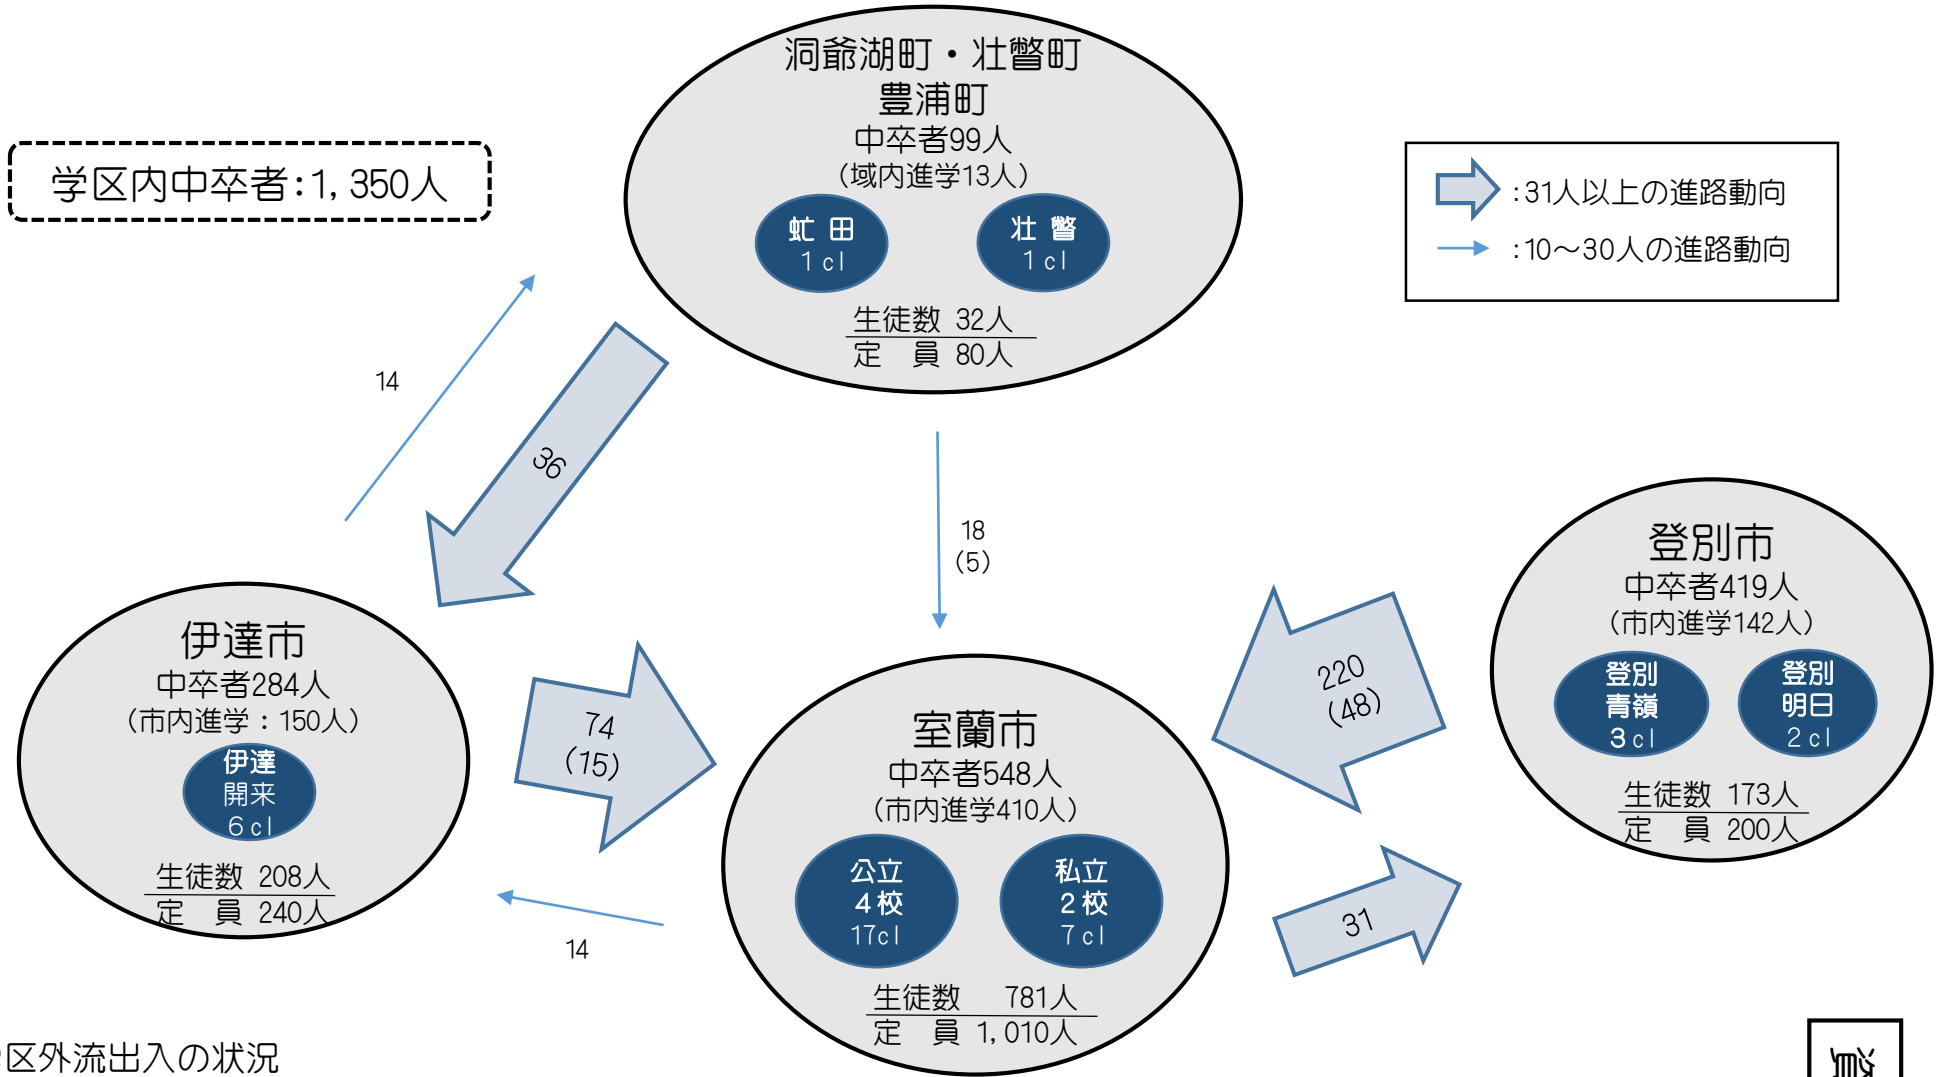 洞爺湖町・壮瞥町
豊浦町
中卒者99人
(域内進学13人)
虻田
1cl
壮瞥
1cl
生徒数 32人
定　員 80人
学区内中卒者:1,350人
:31人以上の進路動向
:10～30人の進路動向
14
36
18
(5)
登別市
中卒者419人
(市内進学142人)
登別
青嶺
3cl
登別
明日
2cl
生徒数 173人
定　員 200人
220
(48)
伊達市
中卒者284人
(市内進学：150人)
伊達
開来
6cl
生徒数 208人
定　員 240人
74
(15)
室蘭市
中卒者548人
(市内進学410人)
公立
4校
17cl
私立
2校
7cl
生徒数 781人
定　員 1,010人
14
31
区外流出入の状況